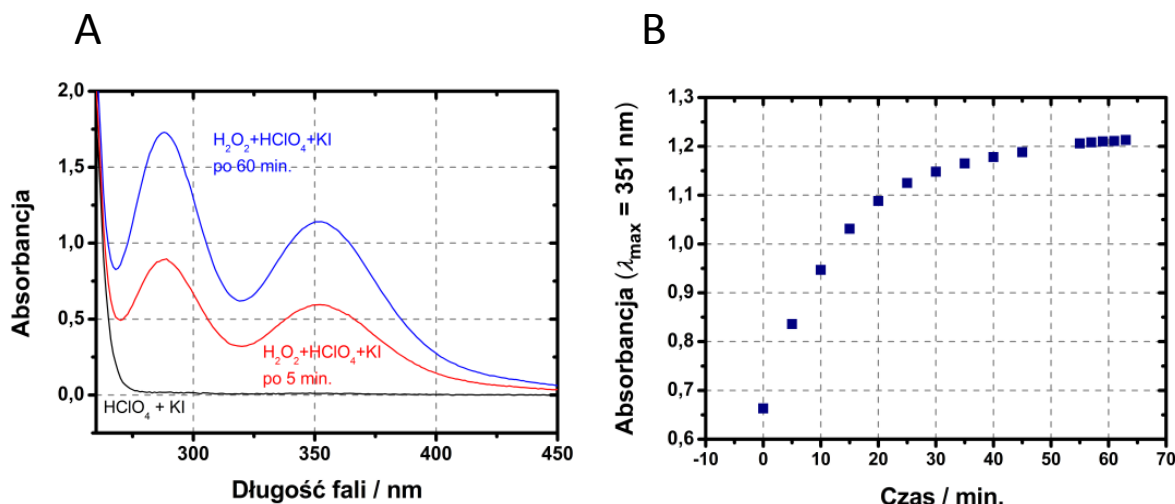 A
B
2,0
1,5
1,0
0,5
0,0
Absorbancja
H₂O₂+HClO₄+KI
po 60 min.
H₂O₂+HClO₄+KI
po 5 min.
HClO₄ + KI
300 350 400 450
Długość fali / nm
1,3
1,2
1,1
1,0
0,9
0,8
0,7
0,6
Absorbancja (λmax = 351 nm)
-10 0 10 20 30 40 50 60 70
Czas / min.